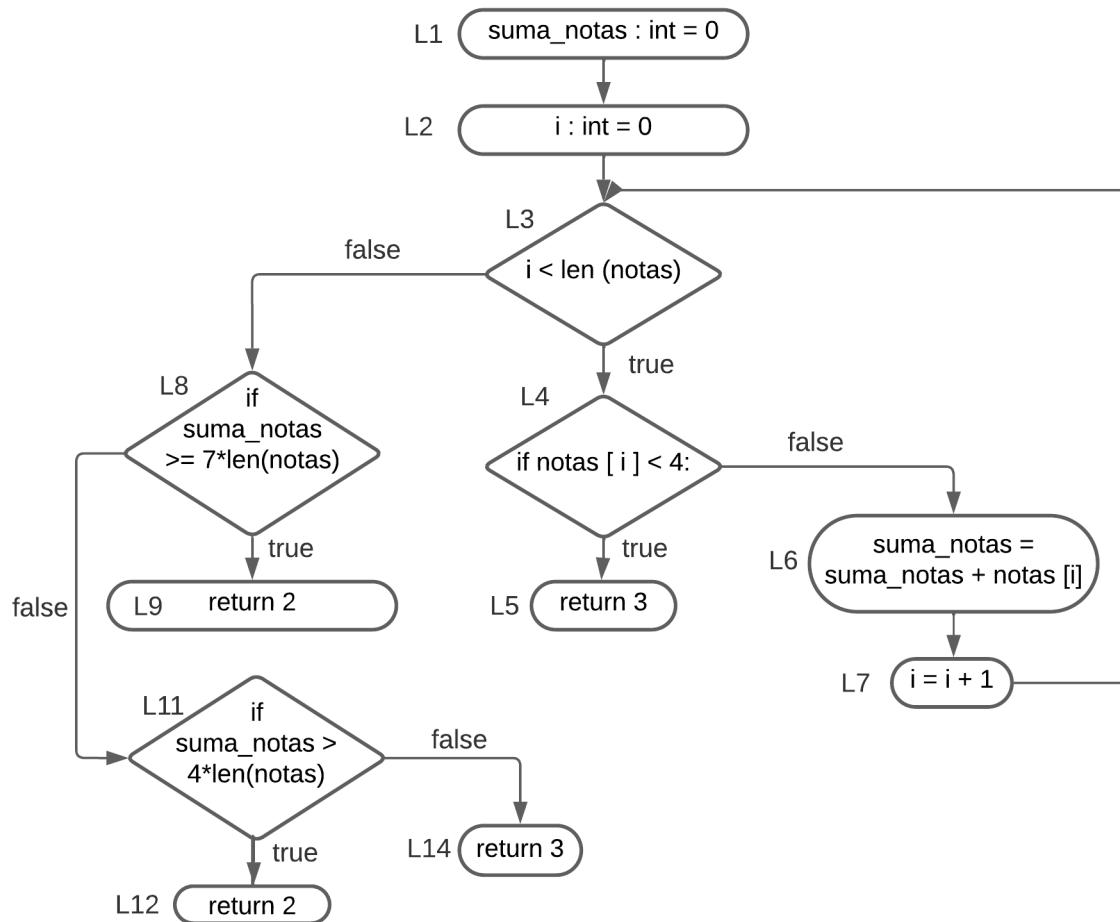 L1
suma_notas : int = 0
L2
i : int = 0
L3
i < len (notas)
false
true
L8
if
suma_notas
>= 7*len(notas)
L4
if notas [ i ] < 4:
false
true
true
L9
return 2
L5
return 3
L6
suma_notas =
suma_notas + notas [i]
false
L7
i = i + 1
L11
if
suma_notas >
4*len(notas)
false
true
L14
return 3
L12
return 2